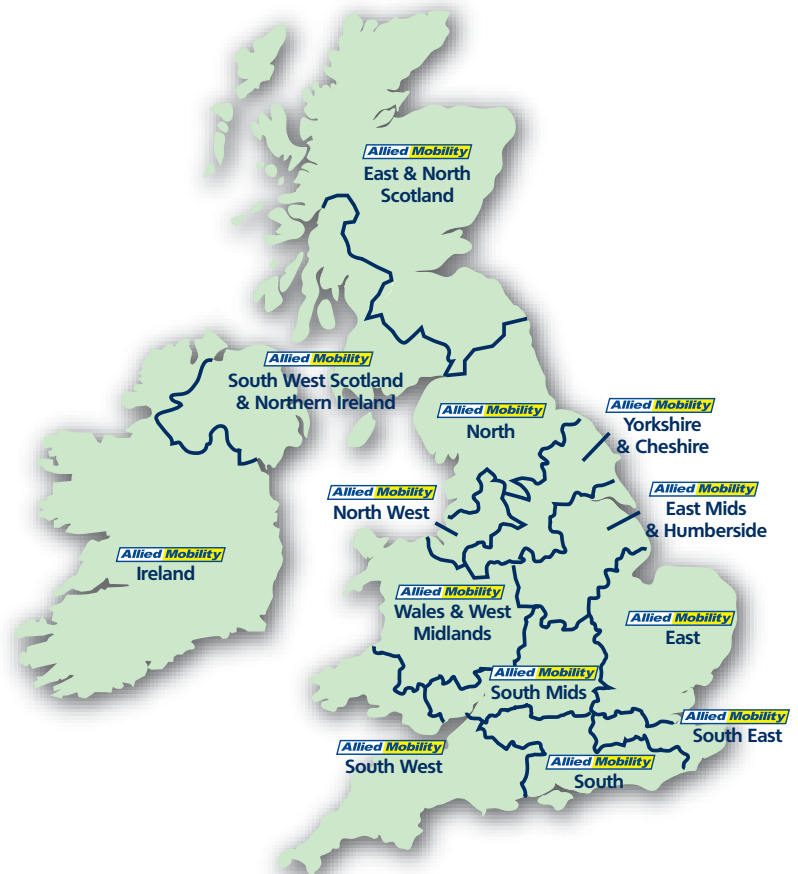 Allied Mobility
East & North
Scotland
Allied Mobility
South West Scotland
& Northern Ireland
Allied Mobility
North
Allied Mobility
Yorkshire
& Cheshire
Allied Mobility
North West
Allied Mobility
East Mids
& Humberside
Allied Mobility
Ireland
Allied Mobility
Wales & West
Midlands
Allied Mobility
East
Allied Mobility
South Mids
Allied Mobility
South East
Allied Mobility
South West
Allied Mobility
South